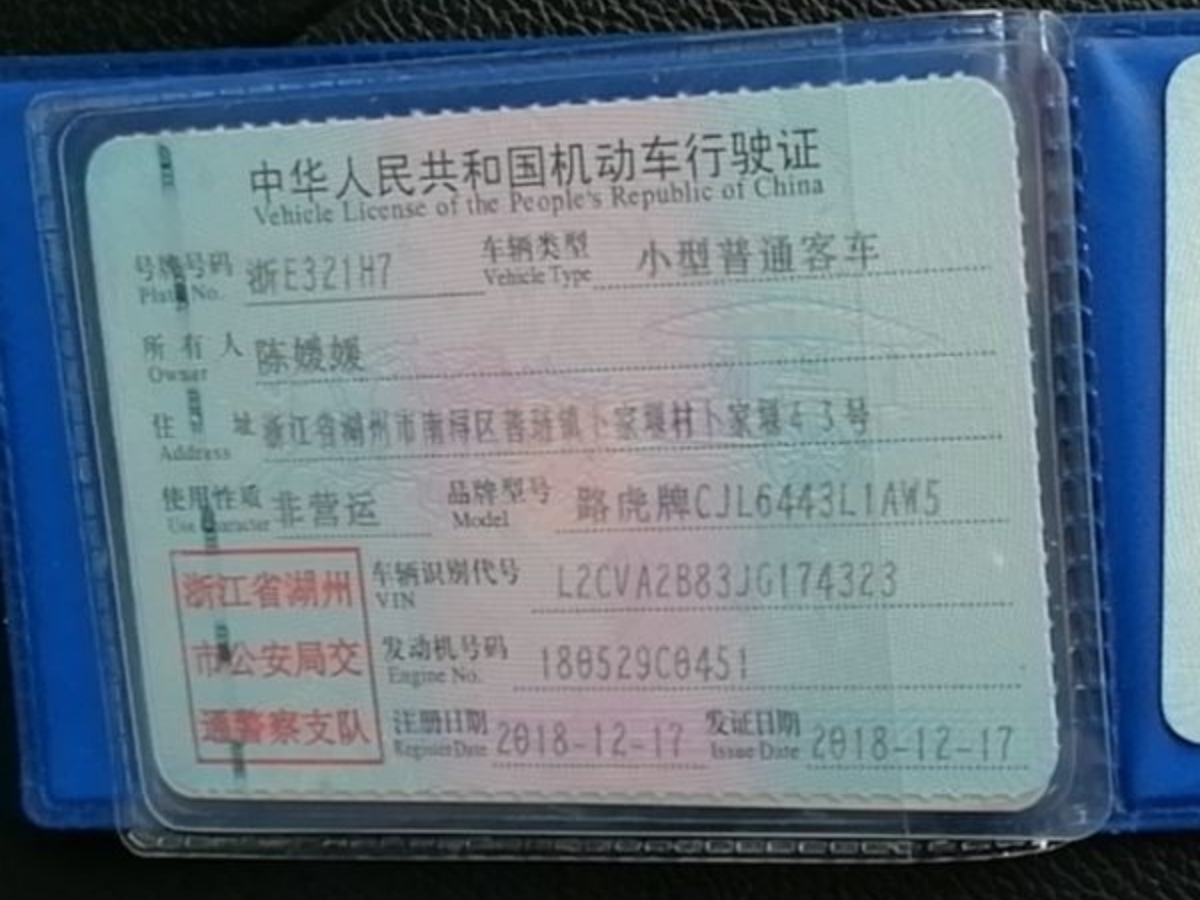 中华人民共和国机动车行驶证
Vehicle License of the People's Republic of China
号牌号码 浙E321H7 车辆类型 小型普通客车
Plate No. Vehicle Type
所有人 陈媛媛
Owner
住址 浙江省湖州市南浔区善琏镇卜家堰村卜家堰43号
Address
使用性质 非营运 品牌型号 路虎牌CJL6443L1AW5
Use Character Model
浙江省湖州 车辆识别代号 L2CVA2B83JG174323
VIN
市公安局交 发动机号码 180529C0451
Engine No.
通警察支队 注册日期 2018-12-17 发证日期 2018-12-17
Register Date Issue Date